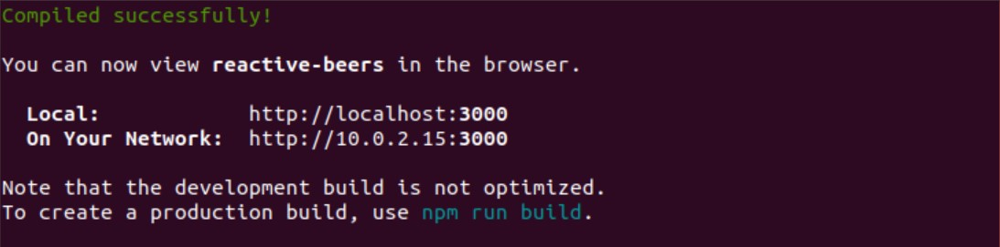 Compiled successfully!
You can now view reactive-beers in the browser.
Local: http://localhost:3000
On Your Network: http://10.0.2.15:3000
Note that the development build is not optimized.
To create a production build, use npm run build.